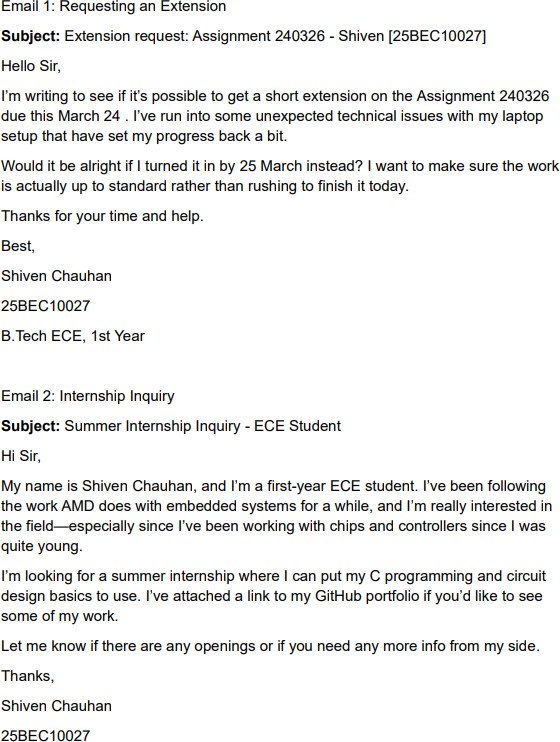 Email 1: Requesting an Extension
Subject: Extension request: Assignment 240326 - Shiven [25BEC10027]
Hello Sir,
I’m writing to see if it’s possible to get a short extension on the Assignment 240326
due this March 24 . I’ve run into some unexpected technical issues with my laptop
setup that have set my progress back a bit.
Would it be alright if I turned it in by 25 March instead? I want to make sure the work
is actually up to standard rather than rushing to finish it today.
Thanks for your time and help.
Best,
Shiven Chauhan
25BEC10027
B.Tech ECE, 1st Year
Email 2: Internship Inquiry
Subject: Summer Internship Inquiry - ECE Student
Hi Sir,
My name is Shiven Chauhan, and I’m a first-year ECE student. I’ve been following
the work AMD does with embedded systems for a while, and I’m really interested in
the field—especially since I’ve been working with chips and controllers since I was
quite young.
I’m looking for a summer internship where I can put my C programming and circuit
design basics to use. I’ve attached a link to my GitHub portfolio if you’d like to see
some of my work.
Let me know if there are any openings or if you need any more info from my side.
Thanks,
Shiven Chauhan
25BEC10027